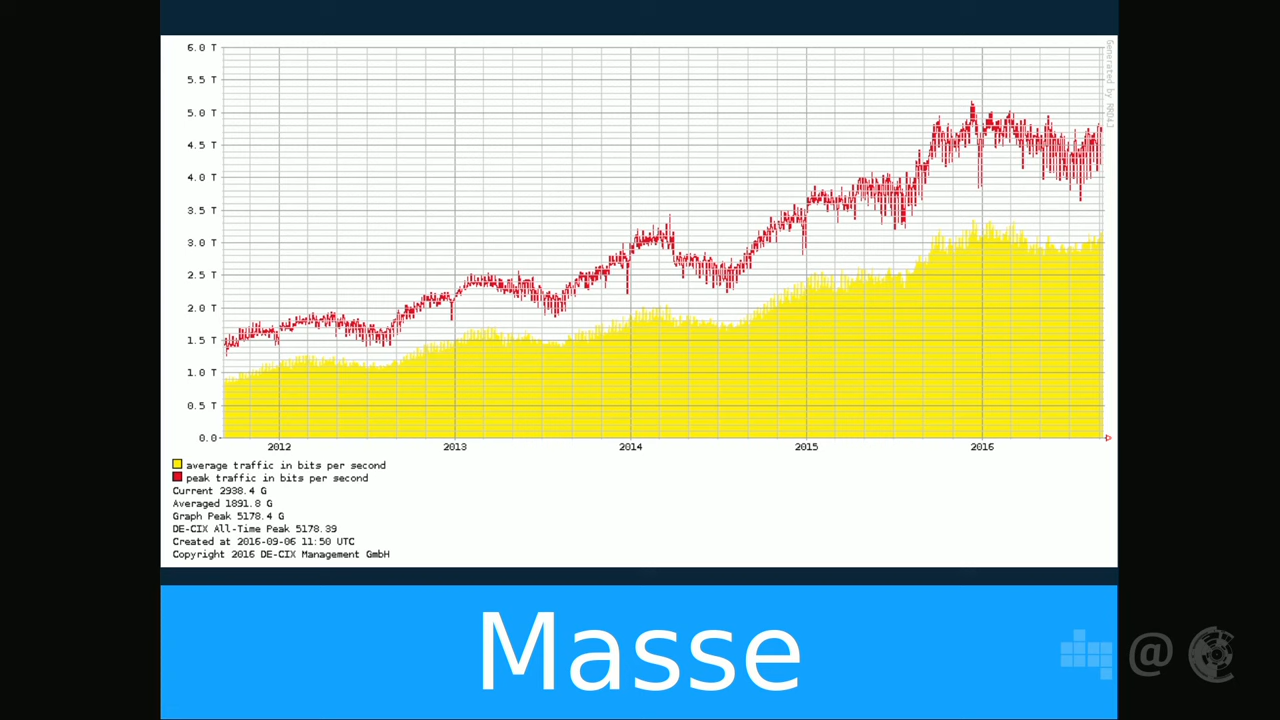 6.0 T
5.5 T
5.0 T
4.5 T
4.0 T
3.5 T
3.0 T
2.5 T
2.0 T
1.5 T
1.0 T
0.5 T
0.0
2012 2013 2014 2015 2016
Generated by RRD4J
average traffic in bits per second
peak traffic in bits per second
Current 2938.4 G
Averaged 1891.8 G
Graph Peak 5178.4 G
DE-CIX All-Time Peak 5178.39
Created at 2016-09-06 11:50 UTC
Copyright 2016 DE-CIX Management GmbH
Masse
@